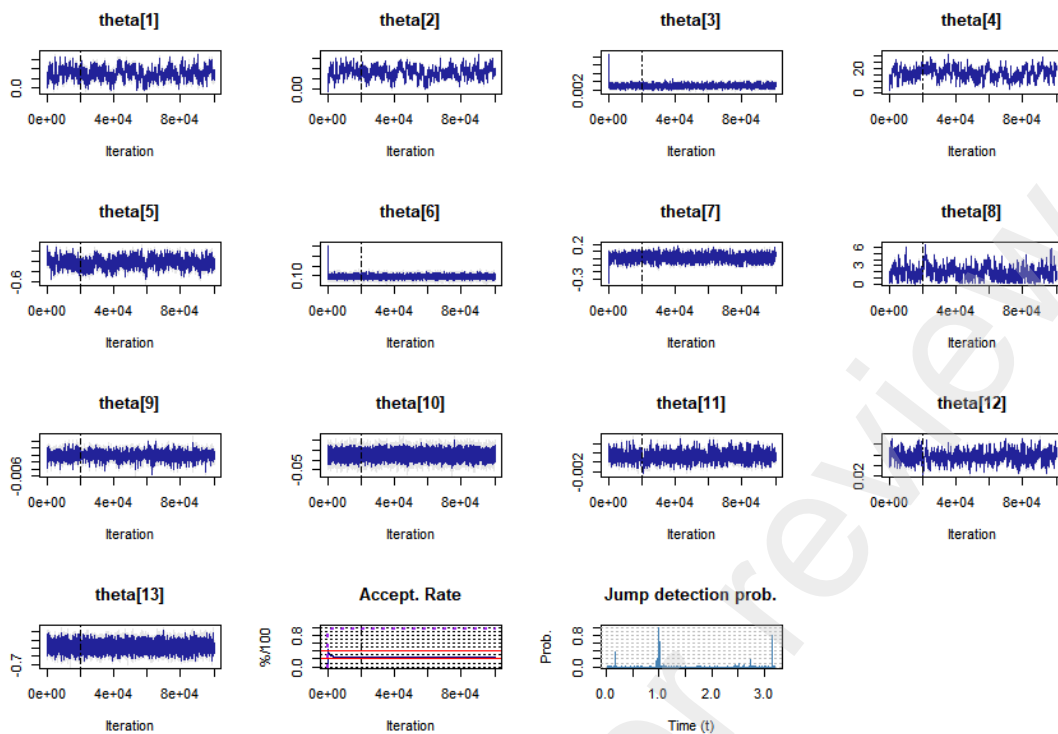 theta[1] theta[2] theta[3] theta[4]
0.0 0.00 0.002 0 20
0e+00 4e+04 8e+04 0e+00 4e+04 8e+04 0e+00 4e+04 8e+04 0e+00 4e+04 8e+04
Iteration Iteration Iteration Iteration
theta[5] theta[6] theta[7] theta[8]
-0.6 0.10 -0.3 0.2 0 3 6
0e+00 4e+04 8e+04 0e+00 4e+04 8e+04 0e+00 4e+04 8e+04 0e+00 4e+04 8e+04
Iteration Iteration Iteration Iteration
theta[9] theta[10] theta[11] theta[12]
-0.0006 -0.05 -0.002 0.02
0e+00 4e+04 8e+04 0e+00 4e+04 8e+04 0e+00 4e+04 8e+04 0e+00 4e+04 8e+04
Iteration Iteration Iteration Iteration
theta[13] Accept. Rate Jump detection prob.
-0.7 %/100 0.0 0.8 Prob. 0.0 0.8
0e+00 4e+04 8e+04 0e+00 4e+04 8e+04 0.0 1.0 2.0 3.0
Iteration Iteration Time (t)
or review